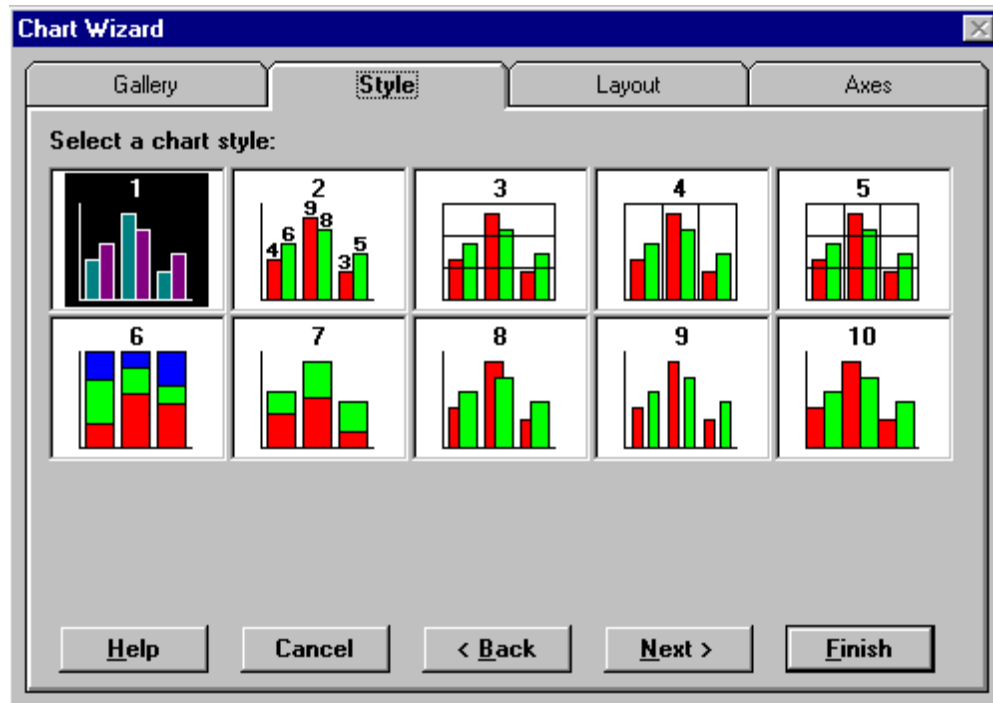 Chart Wizard
Gallery Style Layout Axes
Select a chart style:
1 2 3 4 5
4 6 9 8 3 5
6 7 8 9 10
Help Cancel < Back Next > Finish